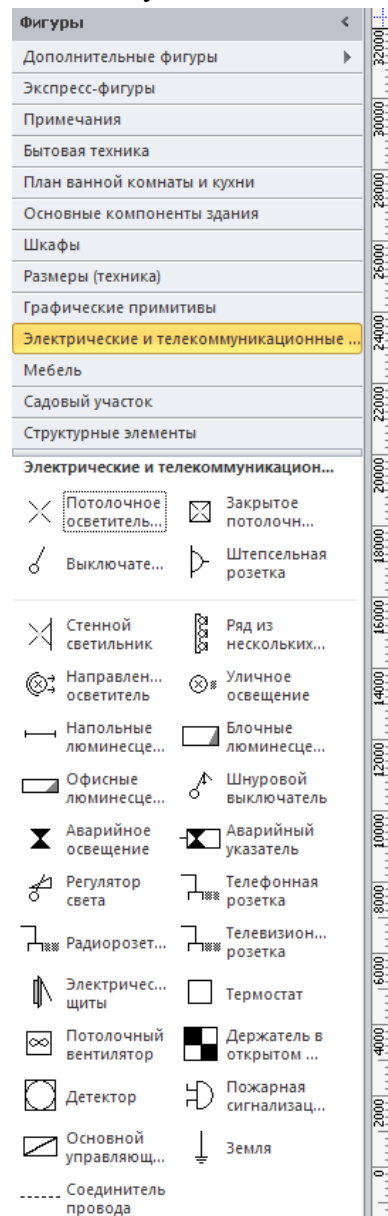 Фигуры
Дополнительные фигуры
Экспресс-фигуры
Примечания
Бытовая техника
План ванной комнаты и кухни
Основные компоненты здания
Шкафы
Размеры (техника)
Графические примитивы
Электрические и телекоммуникационные ...
Мебель
Садовый участок
Структурные элементы
Электрические и телекоммуникацион...
Потолочное осветитель...
Закрытое потолочн...
Выключате...
Штепсельная розетка
Стенной светильник
Ряд из нескольких...
Направлен... осветитель
Уличное освещение
Напольные люминесце...
Блочные люминесце...
Офисные люминесце...
Шнуровой выключатель
Аварийное освещение
Аварийный указатель
Регулятор света
Телефонная розетка
Радиорозет...
Телевизион... розетка
Электричес... щиты
Термостат
Потолочный вентилятор
Держатель в открытом ...
Детектор
Пожарная сигнализац...
Основной управляющ...
Земля
Соединитель провода
32000
30000
28000
26000
24000
22000
20000
18000
16000
14000
12000
10000
8000
6000
4000
2000
0